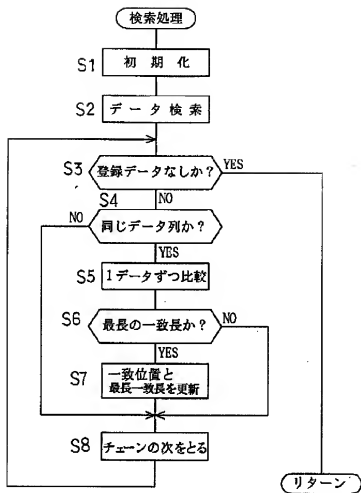 検索処理
S1 初期化
S2 データ検索
S3 登録データなしか? YES
NO
S4
NO 同じデータ列か?
YES
S5 1データずつ比較
S6 最長の一致長か? NO
YES
S7 一致位置と
最長一致長を更新
S8 チェーンの次をとる
リターン